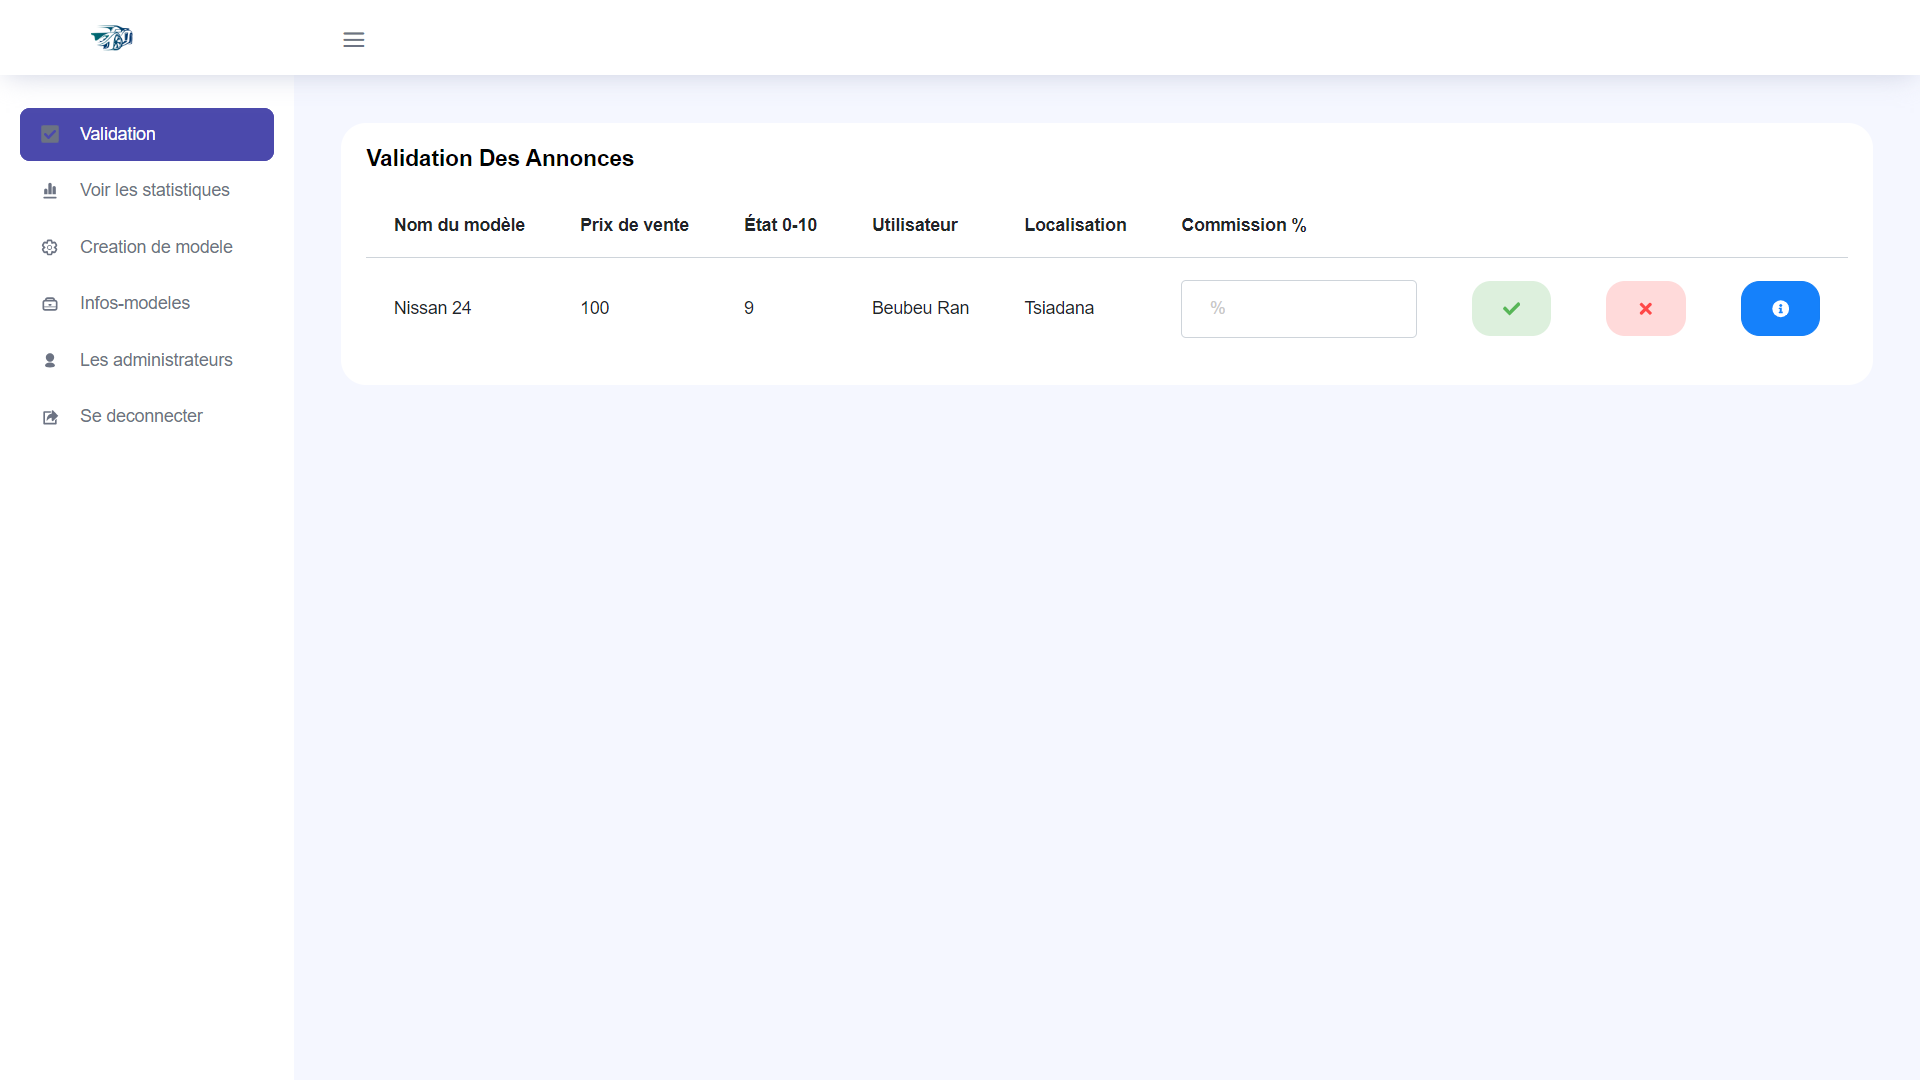 Validation
Voir les statistiques
Creation de modele
Infos-modeles
Les administrateurs
Se deconnecter
Validation Des Annonces
Nom du modèle Prix de vente État 0-10 Utilisateur Localisation Commission %
Nissan 24 100 9 Beubeu Ran Tsiadana %